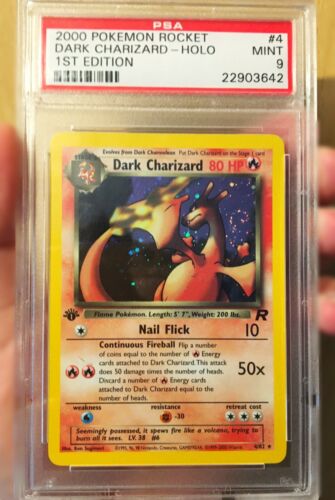 PSA
2000 POKEMON ROCKET #4
DARK CHARIZARD-HOLO MINT
1ST EDITION 9
22903642
Evolves from Dark Charmeleon Put Dark Charizard on the Stage 1 card
Dark Charizard 80 HP
Flame Pokémon. Length: 5' 7", Weight: 200 lbs.
Nail Flick 10
Continuous Fireball Flip a number
of coins equal to the number of Energy
cards attached to Dark Charizard. This attack
does 50 damage times the number of heads. 50x
Discard a number of Energy cards
attached to Dark Charizard equal to the
number of heads.
weakness resistance retreat cost
-30
Seemingly possessed, it spews fire like a volcano, trying to
burn all it sees. LV. 38 #6
4/82